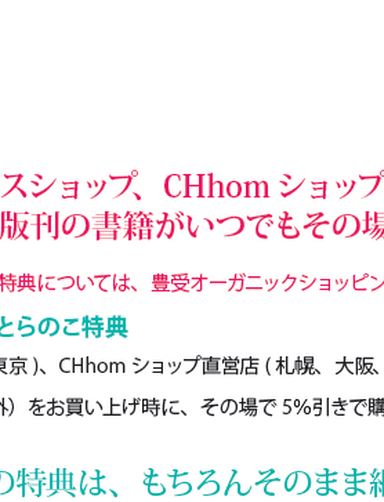 スショップ、CHhom ショップ
版刊の書籍がいつでもその場
特典については、豊受オーガニックショッピン
とらのこ特典
東京 )、CHhom ショップ直営店 ( 札幌、大阪、
外）をお買い上げ時に、その場で 5%引きで購
の特典は、もちろんそのまま継